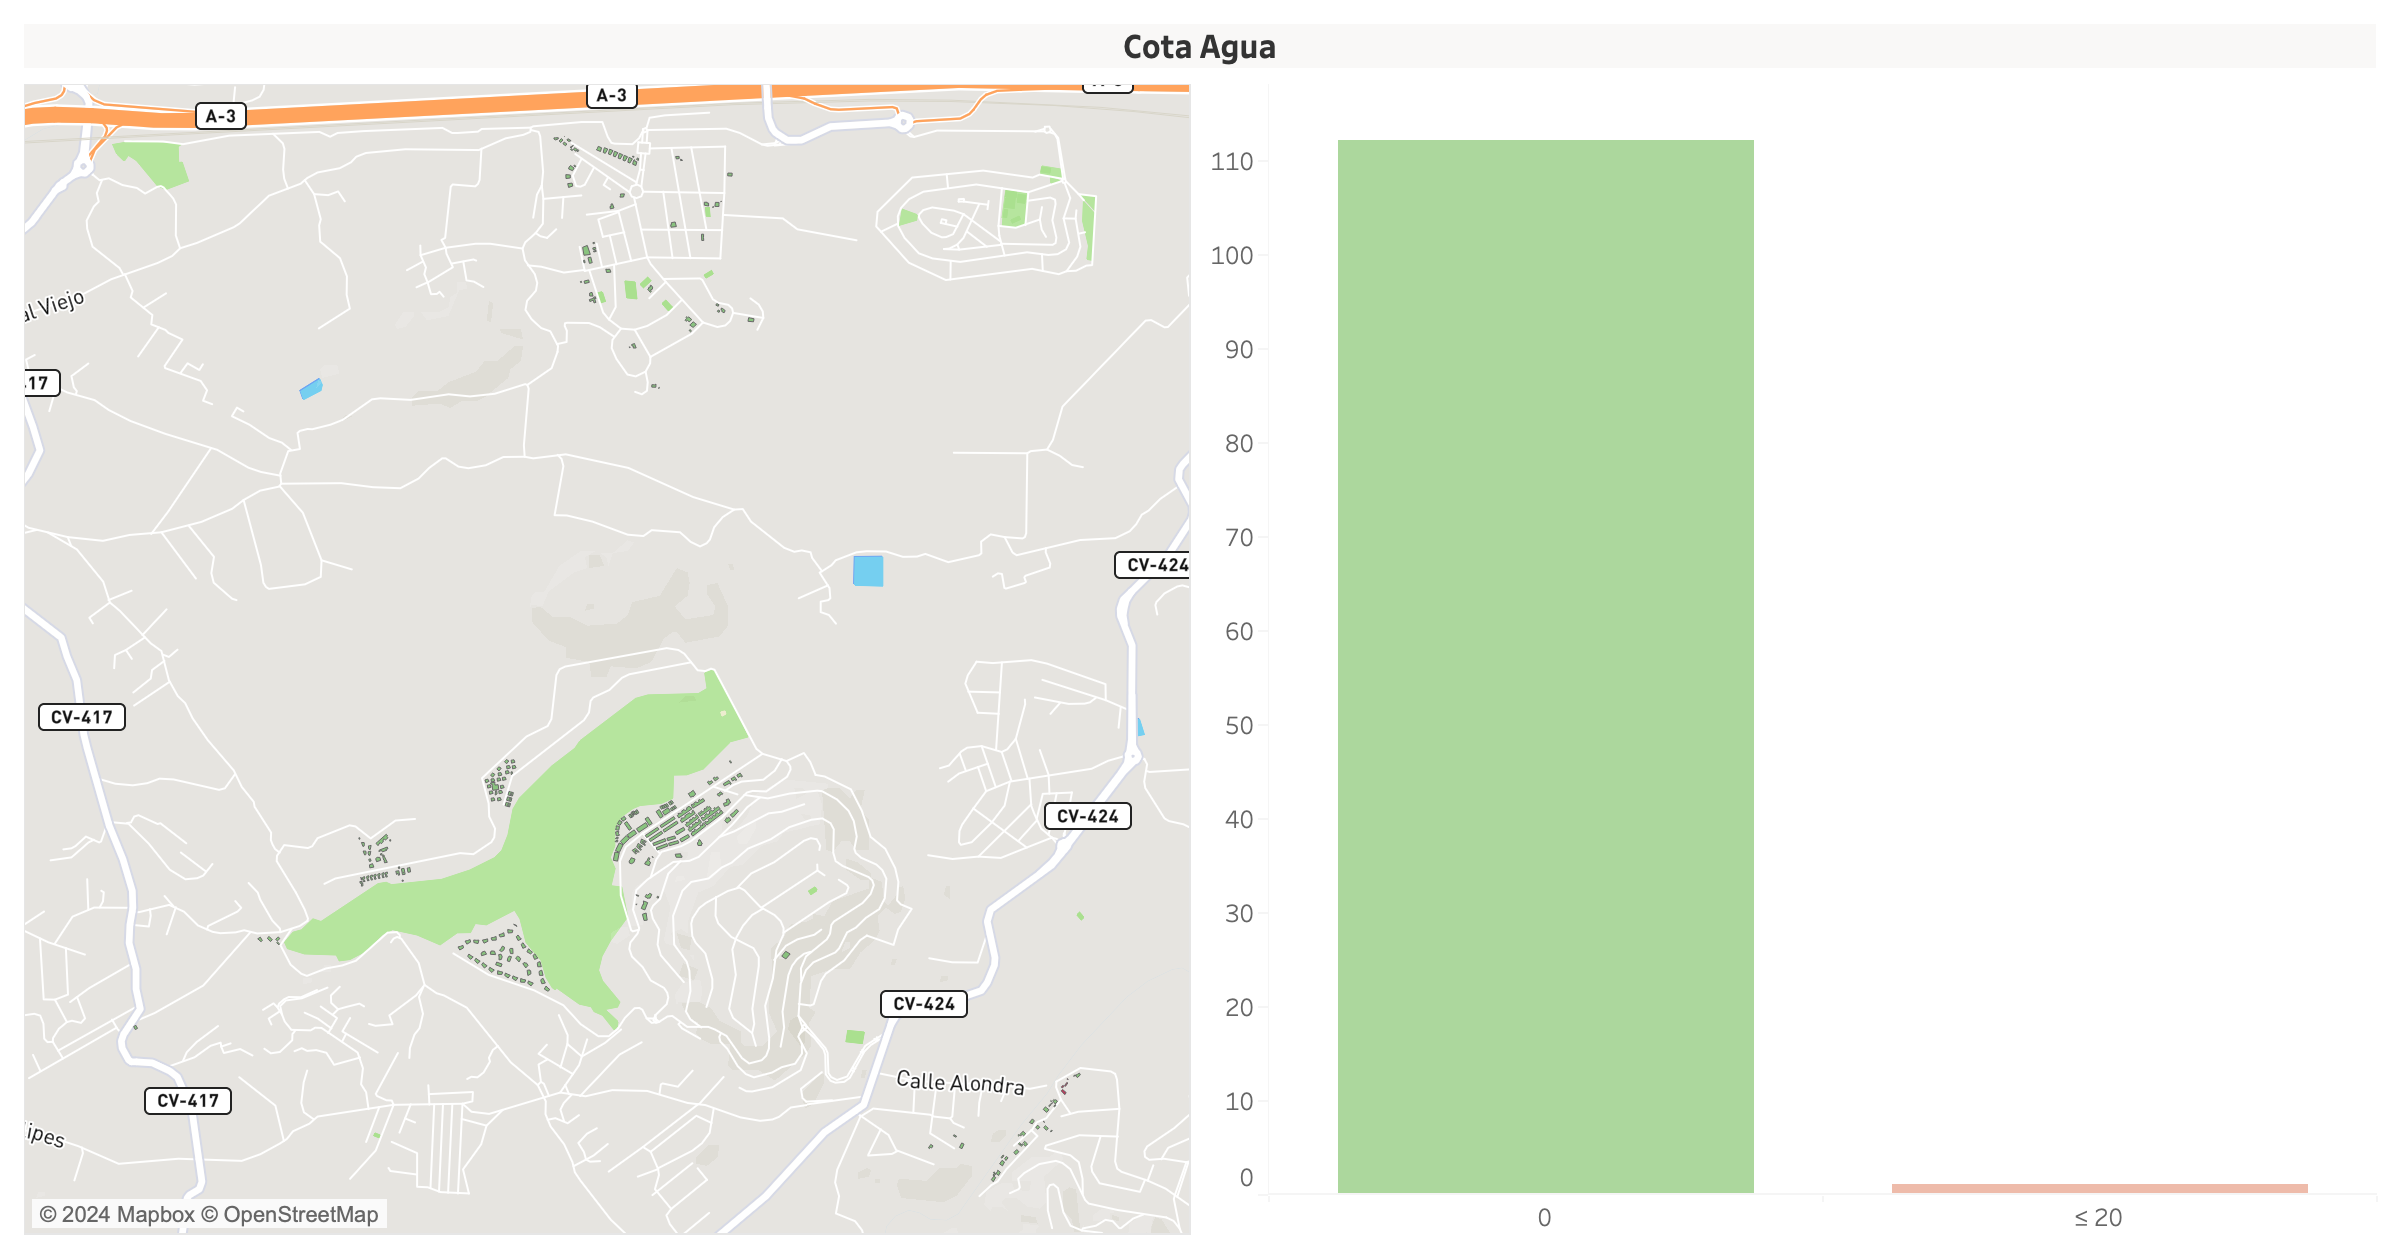 Cota Agua
A-3
A-3
al Viejo
17
CV-424
CV-417
CV-424
CV-424
Calle Alondra
CV-417
ipes
© 2024 Mapbox © OpenStreetMap
110
100
90
80
70
60
50
40
30
20
10
0
0
≤ 20